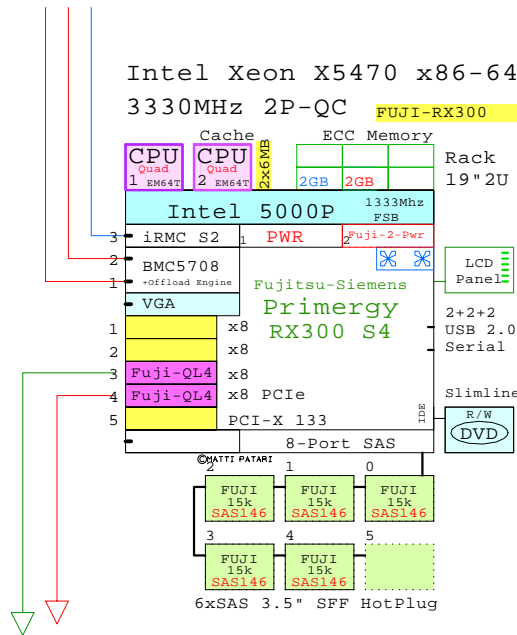 Intel Xeon X5470 x86-64
3330MHz 2P-QC FUJI-RX300
Cache ECC Memory
CPU
Quad
1 EM64T
CPU
Quad
2 EM64T
2x6MB
2GB 2GB
Rack
19"2U
Intel 5000P
1333Mhz
FSB
3 iRMC S2
1 PWR
2 Fuji-2-Pwr
2
BMC5708
1 +Offload Engine
VGA
Fujitsu-Siemens
Primergy
RX300 S4
LCD
Panel
2+2+2
USB 2.0
Serial
1 x8
2 x8
3 Fuji-QL4 x8
4 Fuji-QL4 x8 PCIe
5 PCI-X 133
IDE
Slimline
R/W
DVD
8-Port SAS
©MATTI PATARI
2 1 0
FUJI
15k
SAS146
FUJI
15k
SAS146
FUJI
15k
SAS146
3 4 5
FUJI
15k
SAS146
FUJI
15k
SAS146
6xSAS 3.5" SFF HotPlug